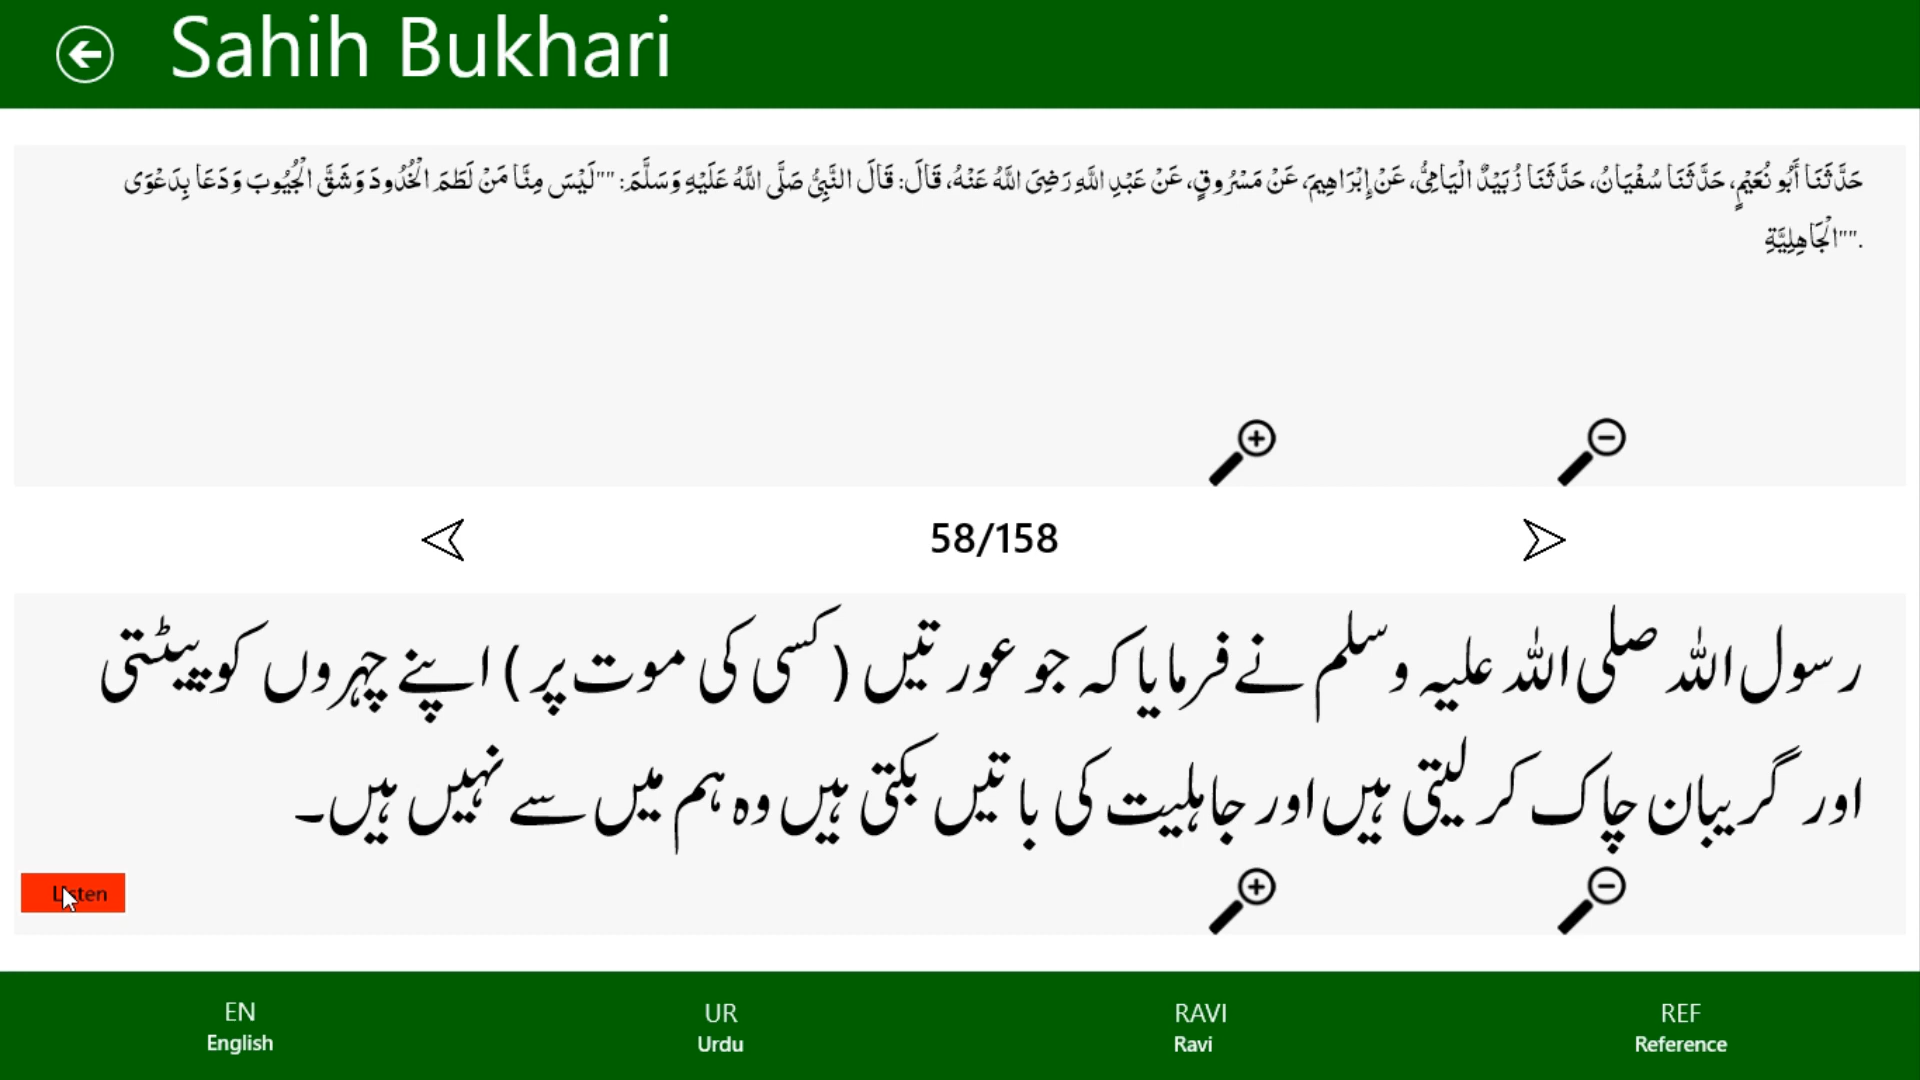 Sahih Bukhari
حَدَّثَنَا أَبُو نُعَيْمٍ، حَدَّثَنَا سُفْيَانُ، حَدَّثَنَا زُبَيْدٌ الْيَامِيُّ، عَنْ إِبْرَاهِيمَ، عَنْ مَسْرُوقٍ، عَنْ عَبْدِ اللَّهِ رَضِيَ اللَّهُ عَنْهُ، قَالَ: قَالَ النَّبِيُّ صَلَّى اللَّهُ عَلَيْهِ وَسَلَّمَ: ""لَيْسَ مِنَّا مَنْ لَطَمَ الْخُدُودَ وَشَقَّ الْجُيُوبَ وَدَعَا بِدَعْوَى
.""الْجَاهِلِيَّةِ
58/158
رسول اللہ صلی اللہ علیہ وسلم نے فرمایا کہ جو عورتیں (کسی کی موت پر) اپنے چہروں کو پیٹتی
اور گریبان چاک کر لیتی ہیں اور جاہلیت کی باتیں بکتی ہیں وہ ہم میں سے نہیں ہیں۔
Listen
EN UR RAVI REF
English Urdu Ravi Reference